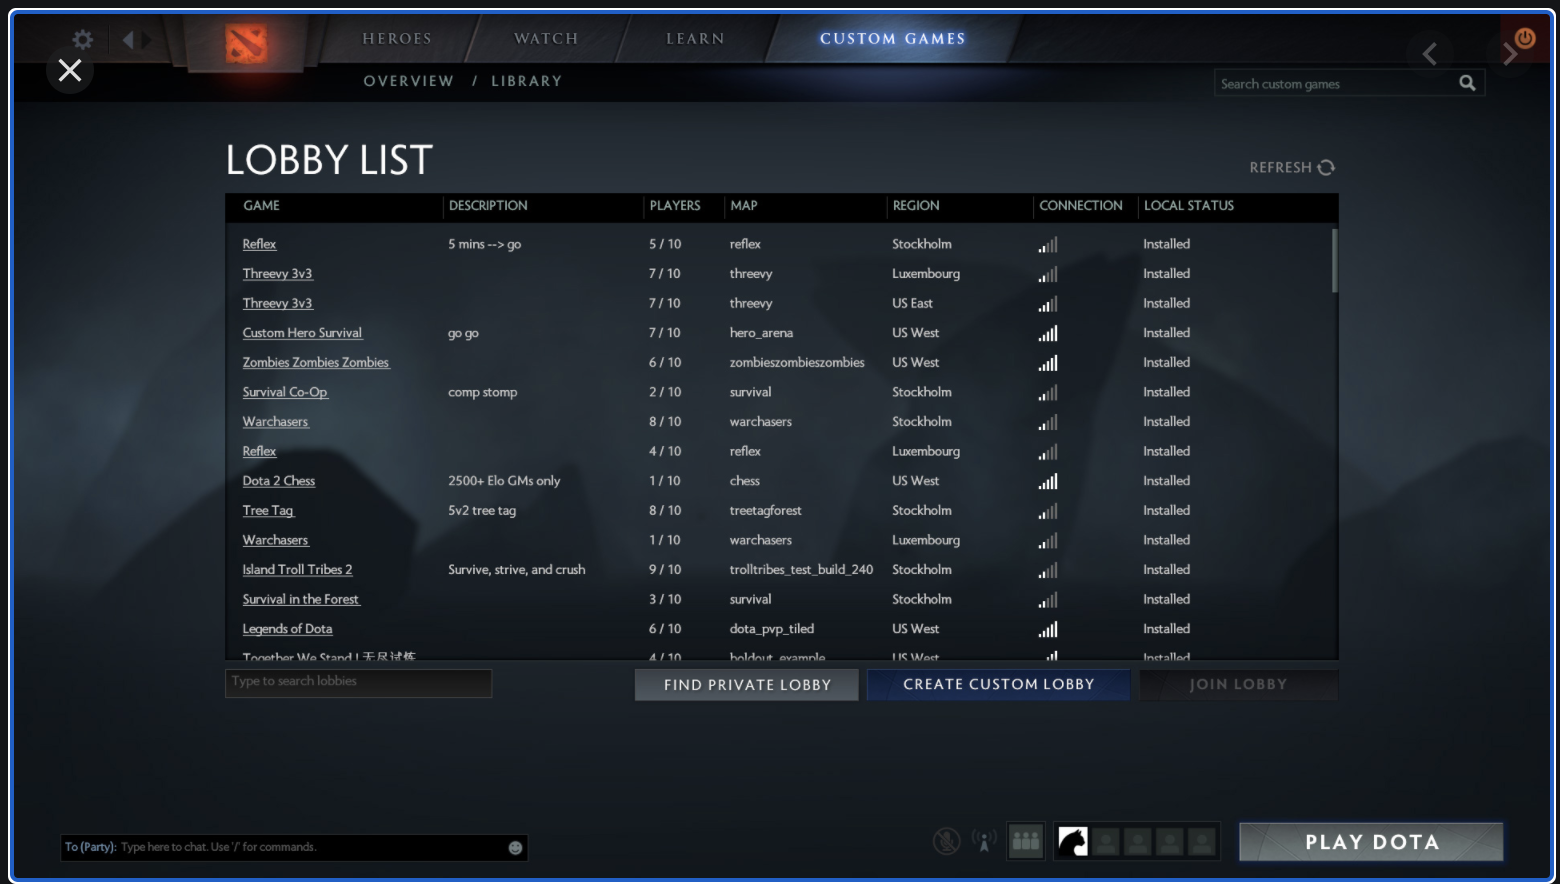 HEROES WATCH LEARN CUSTOM GAMES
OVERVIEW / LIBRARY
Search custom games
LOBBY LIST
REFRESH
GAME DESCRIPTION PLAYERS MAP REGION CONNECTION LOCAL STATUS
Reflex 5 mins --> go 5 / 10 reflex Stockholm Installed
Threevy 3v3 7 / 10 threevy Luxembourg Installed
Threevy 3v3 7 / 10 threevy US East Installed
Custom Hero Survival go go 7 / 10 hero_arena US West Installed
Zombies Zombies Zombies 6 / 10 zombieszombieszombies US West Installed
Survival Co-Op comp stomp 2 / 10 survival Stockholm Installed
Warchasers 8 / 10 warchasers Stockholm Installed
Reflex 4 / 10 reflex Luxembourg Installed
Dota 2 Chess 2500+ Elo GMs only 1 / 10 chess US West Installed
Tree Tag 5v2 tree tag 8 / 10 treetagforest Stockholm Installed
Warchasers 1 / 10 warchasers Luxembourg Installed
Island Troll Tribes 2 Survive, strive, and crush 9 / 10 trolltribes_test_build_240 Stockholm Installed
Survival in the Forest 3 / 10 survival Stockholm Installed
Legends of Dota 6 / 10 dota_pvp_tiled US West Installed
Together We Stand ! 无尽试炼 4 / 10 holdout_example US West Installed
Type to search lobbies
FIND PRIVATE LOBBY CREATE CUSTOM LOBBY JOIN LOBBY
To (Party): Type here to chat. Use '/' for commands.
PLAY DOTA